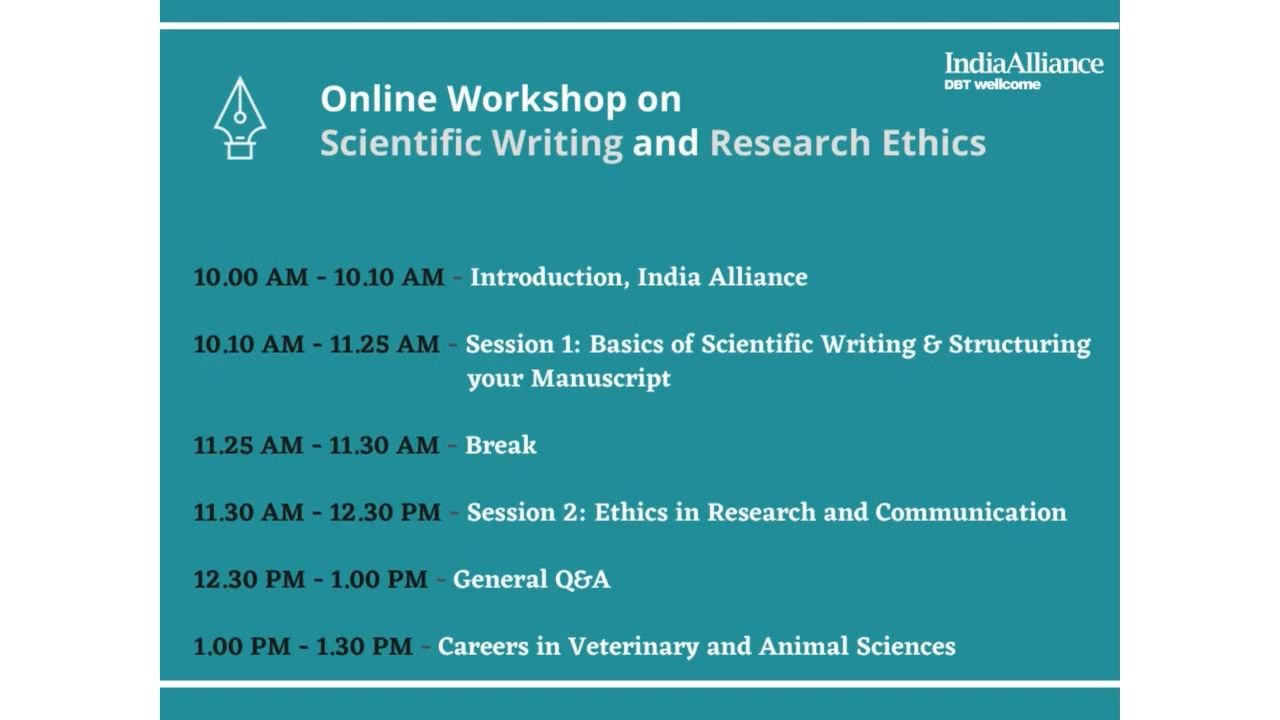 IndiaAlliance
DBT wellcome
Online Workshop on
Scientific Writing and Research Ethics
10.00 AM - 10.10 AM - Introduction, India Alliance
10.10 AM - 11.25 AM - Session 1: Basics of Scientific Writing & Structuring
your Manuscript
11.25 AM - 11.30 AM - Break
11.30 AM - 12.30 PM - Session 2: Ethics in Research and Communication
12.30 PM - 1.00 PM - General Q&A
1.00 PM - 1.30 PM - Careers in Veterinary and Animal Sciences